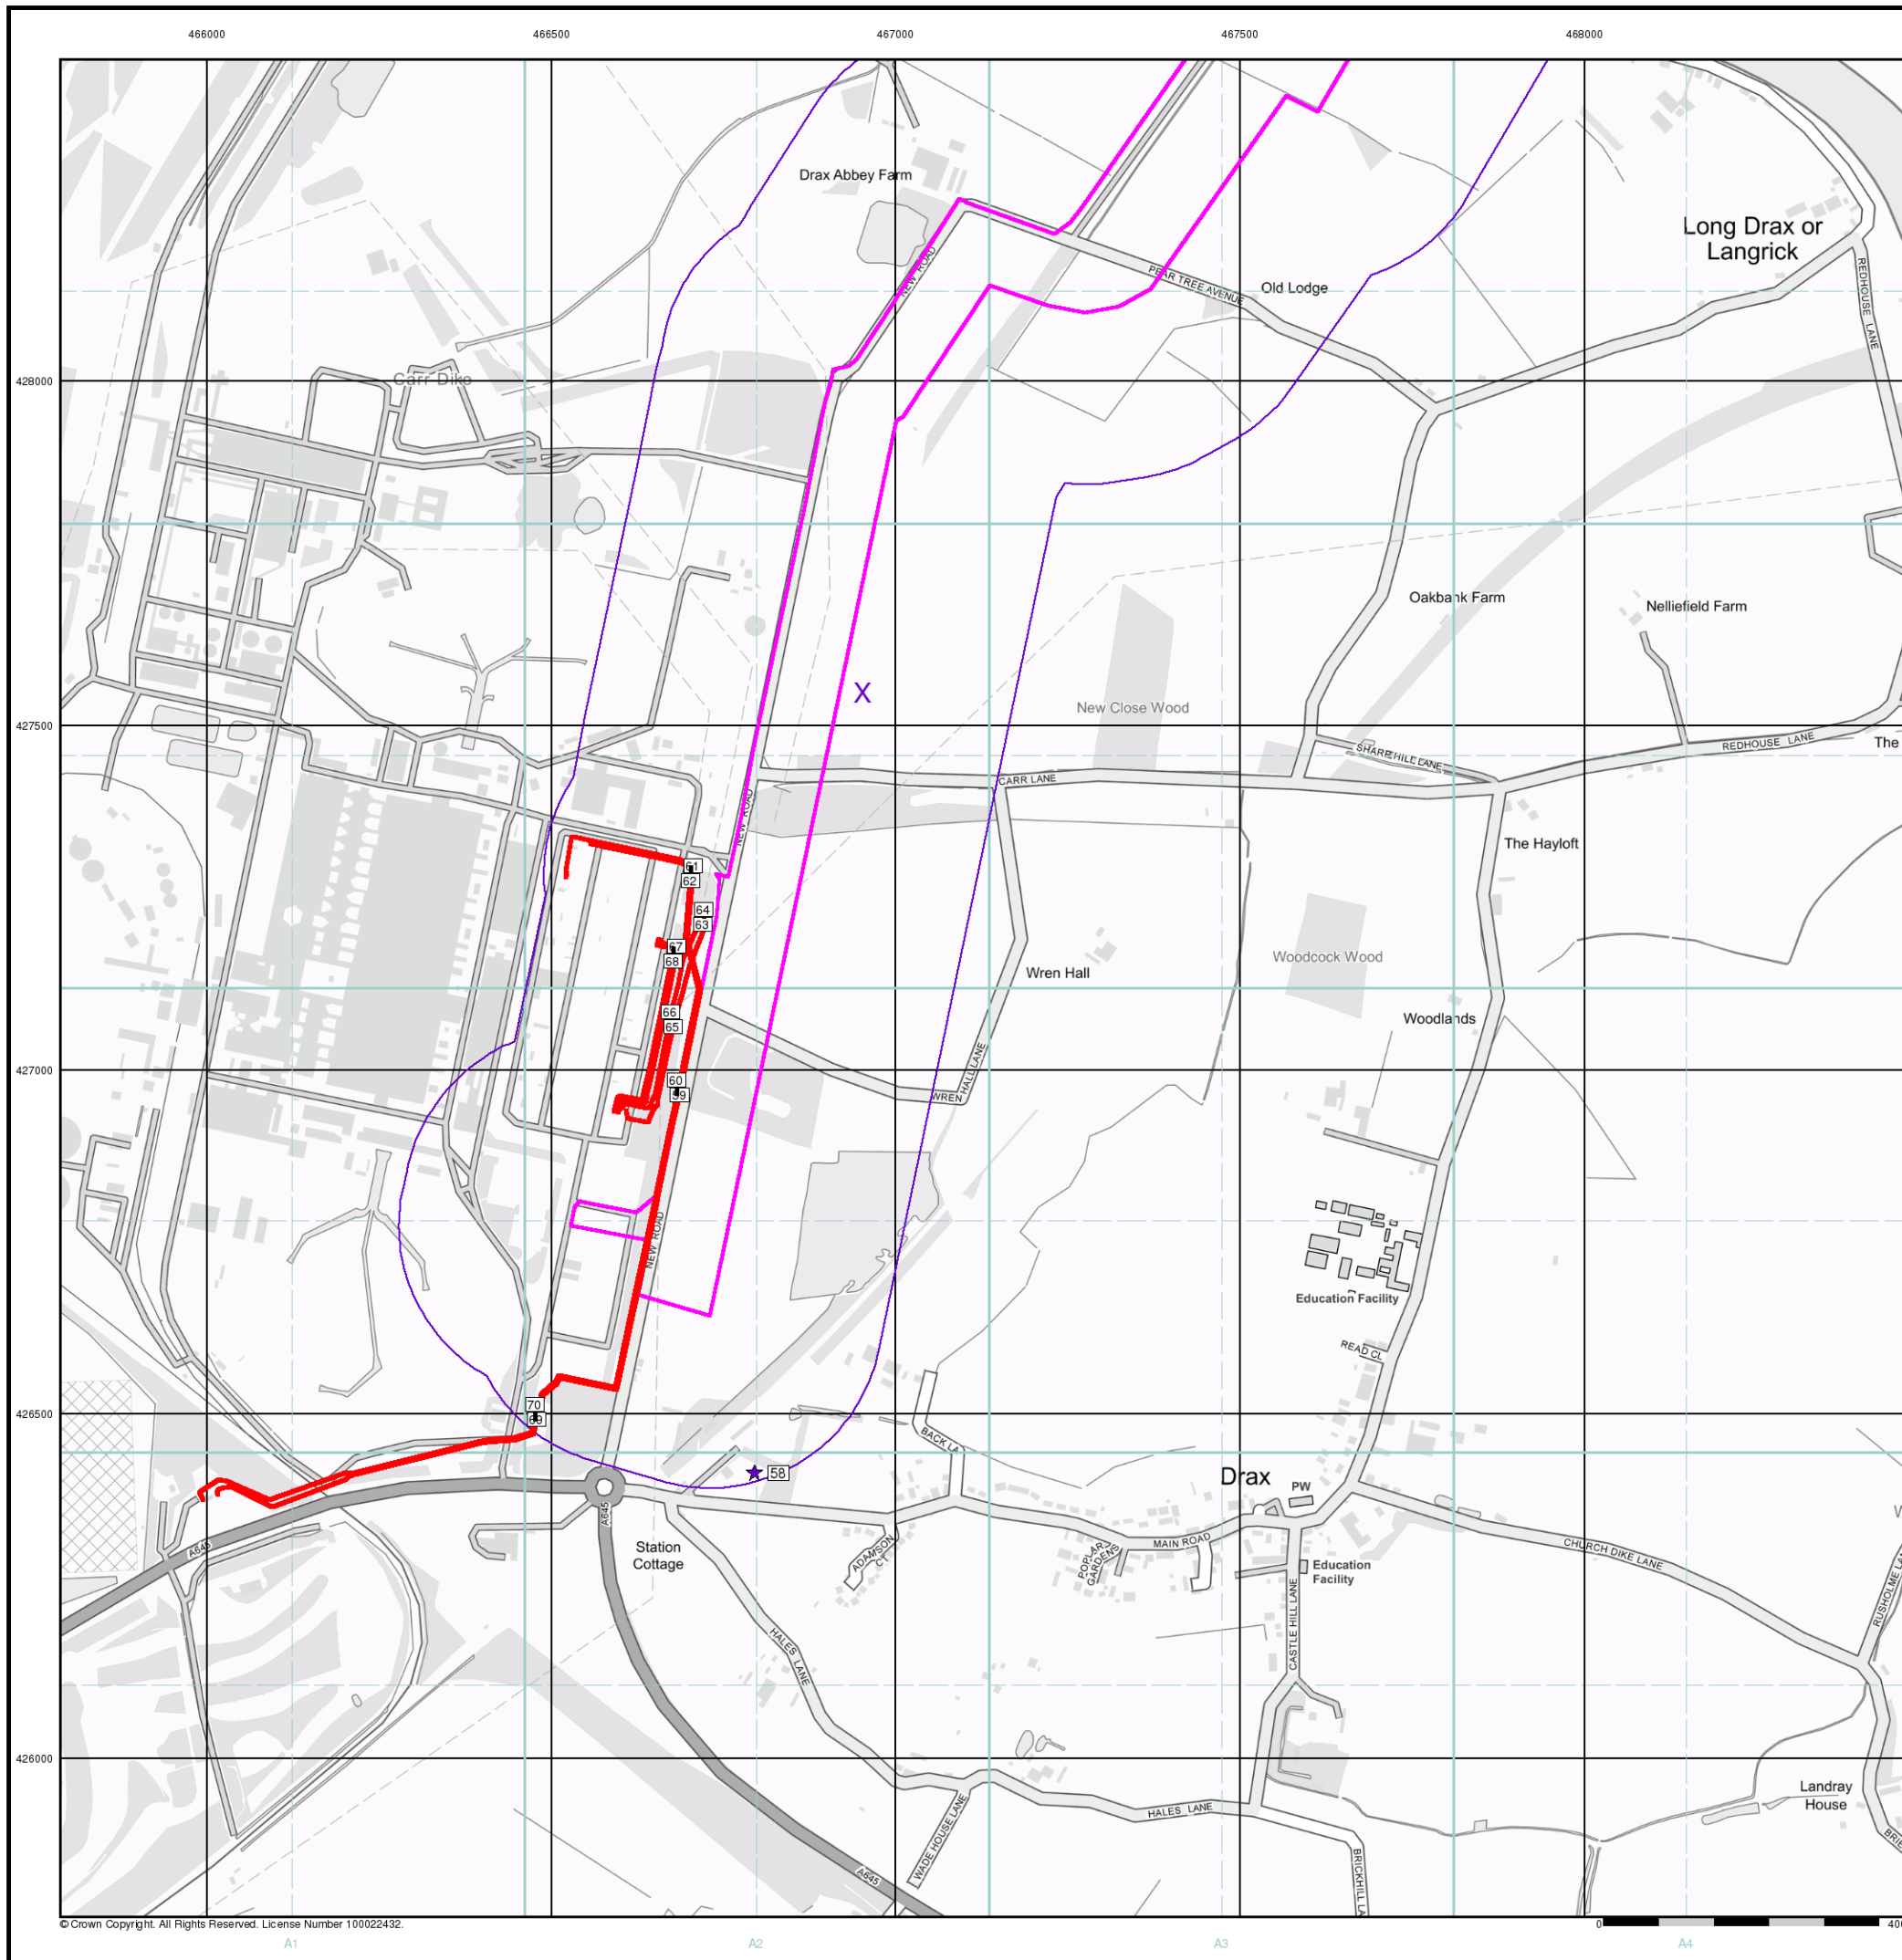 466000 466500 467000 467500 468000
Drax Abbey Farm
Long Drax or
Langrick
NEW ROAD
PEAR TREE AVENUE
Old Lodge
REDHOUSE LANE
428000
Carr Dike
Oakbank Farm
Nelliefield Farm
X
New Close Wood
427500
SHARP HILL LANE
REDHOUSE LANE
The
CARR LANE
NEW ROAD
The Hayloft
61
62
64
63
67
68
Woodcock Wood
Wren Hall
66
65
Woodlands
427000
60
59
WREN HALL LANE
NEW ROAD
Education Facility
READ CL
70
69
426500
BACK LA
58
Drax
PW
A645
A645
Station
Cottage
ADAMSON
CT
POPLAR
GARDENS
MAIN ROAD
CHURCH DIKE LANE
Education
Facility
CASTLE HILL LANE
RUSHOLME LA
HALES LANE
426000
Landray
House
HALES LANE
WADE HOUSE LANE
A645
BRICKHILL LA
BRIE
© Crown Copyright. All Rights Reserved. License Number 100022432.
0 400
A1 A2 A3 A4